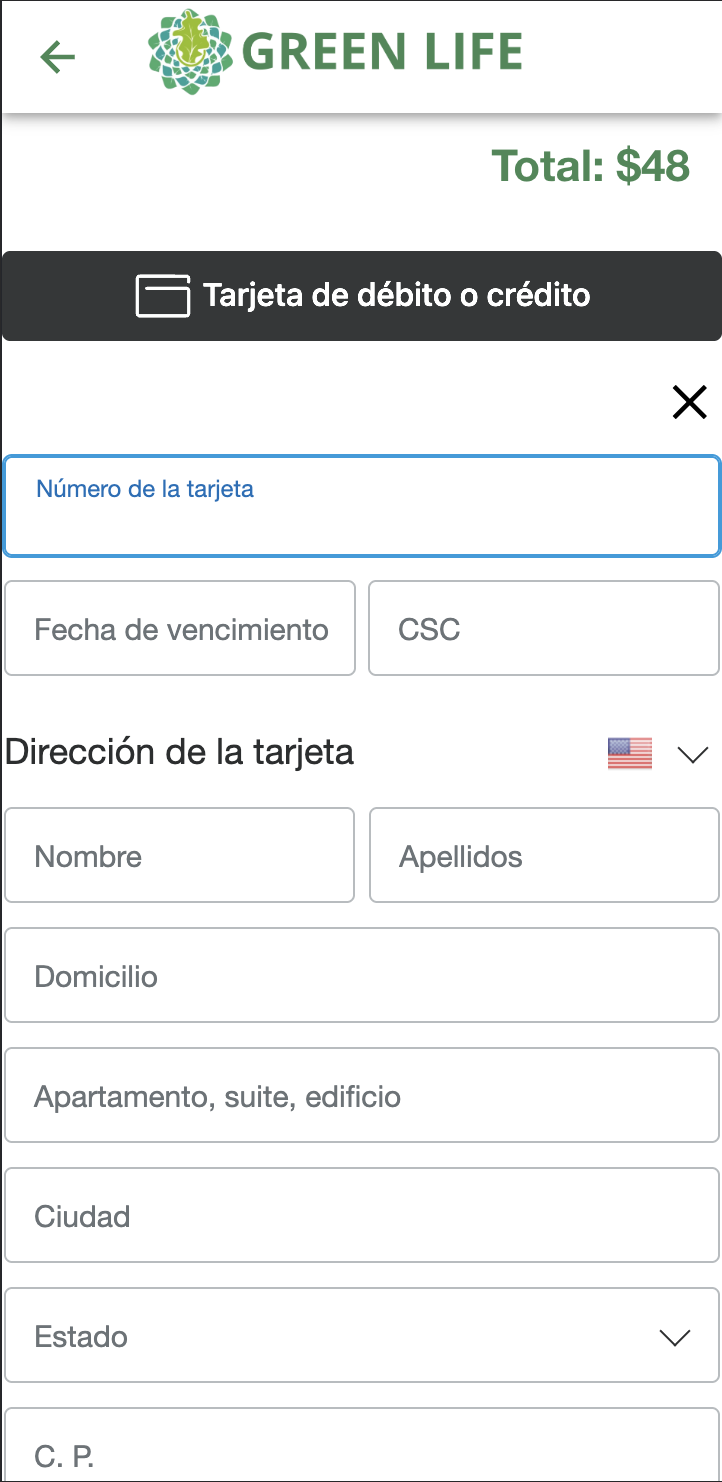 GREEN LIFE
Total: $48
Tarjeta de débito o crédito
Número de la tarjeta
Fecha de vencimiento CSC
Dirección de la tarjeta
Nombre Apellidos
Domicilio
Apartamento, suite, edificio
Ciudad
Estado
C. P.